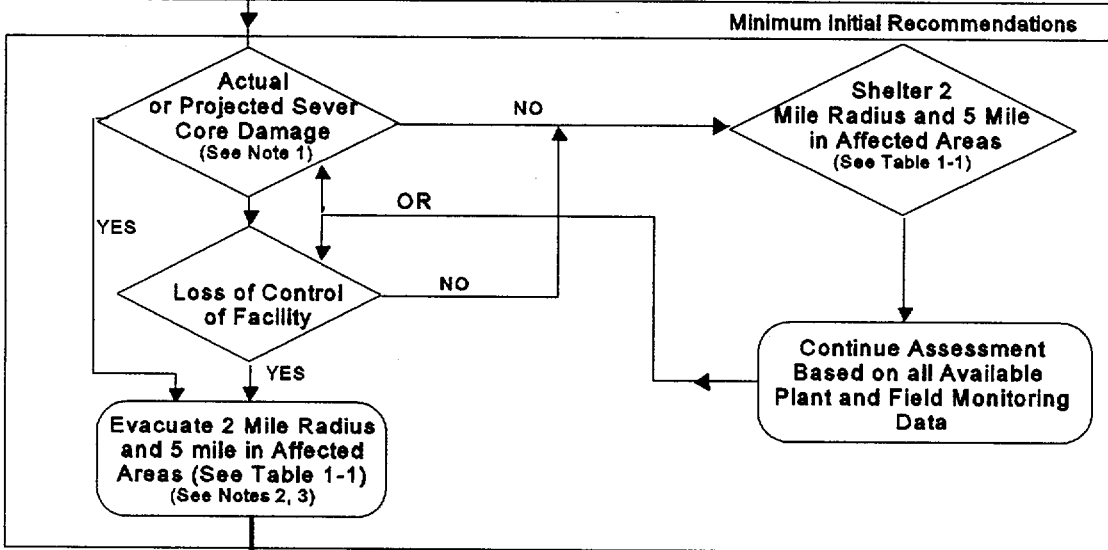 Minimum Initial Recommendations
Actual
or Projected Sever
Core Damage
(See Note 1)
NO
Shelter 2
Mile Radius and 5 Mile
in Affected Areas
(See Table 1-1)
OR
YES
Loss of Control
of Facility
NO
YES
Continue Assessment
Based on all Available
Plant and Field Monitoring
Data
Evacuate 2 Mile Radius
and 5 mile in Affected
Areas (See Table 1-1)
(See Notes 2, 3)